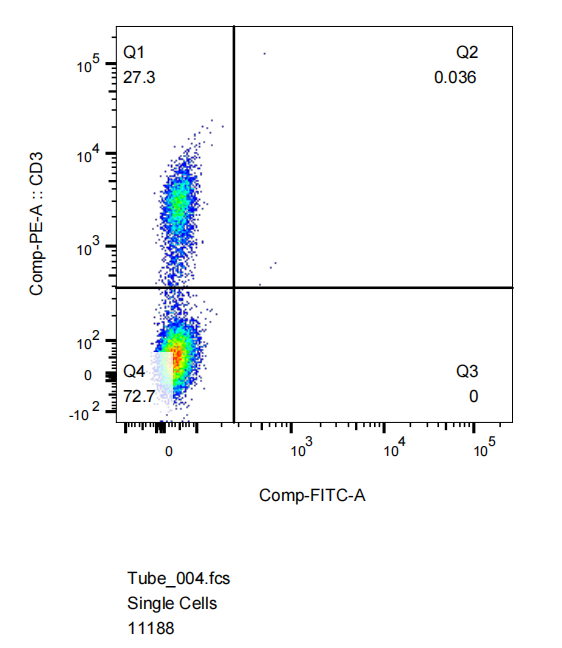 Q1
27.3
Q2
0.036
10^5
10^4
10^3
10^2
0
-10^2
Comp-PE-A :: CD3
Q4
72.7
Q3
0
0
10^3
10^4
10^5
Comp-FITC-A
Tube_004.fcs
Single Cells
11188